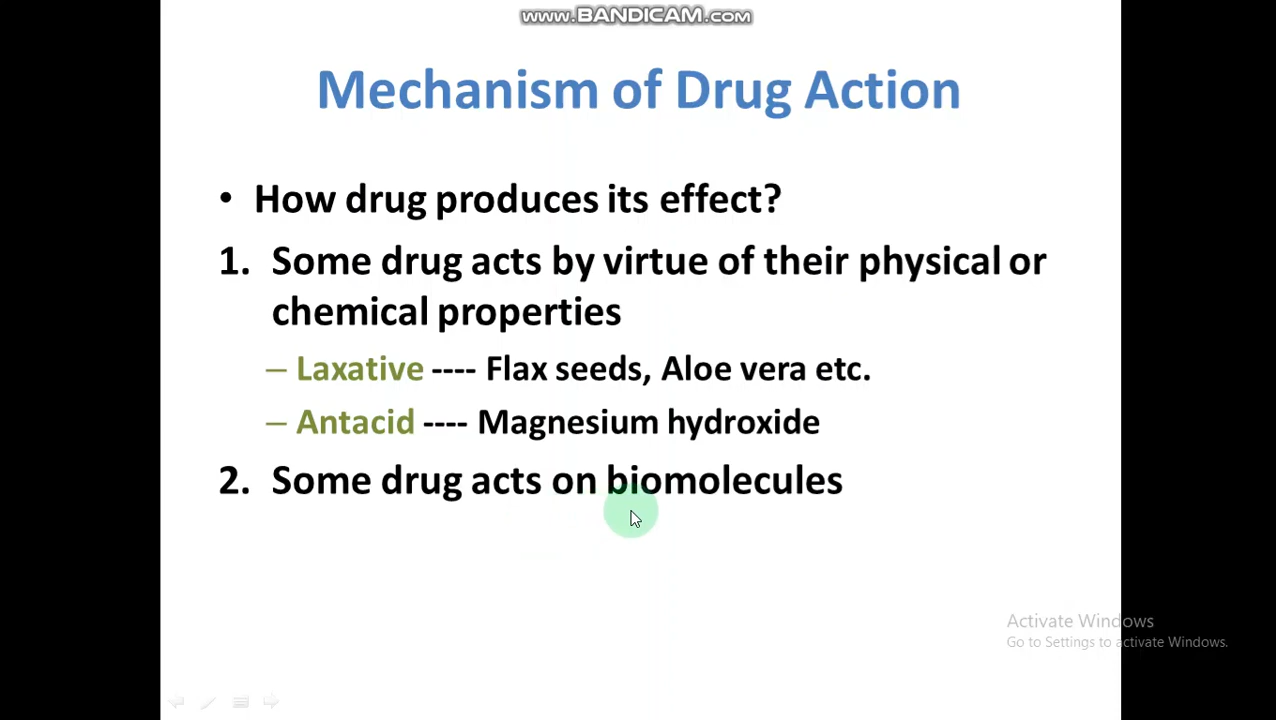 www.BANDICAM.com
Mechanism of Drug Action
• How drug produces its effect?
1. Some drug acts by virtue of their physical or
chemical properties
– Laxative ---- Flax seeds, Aloe vera etc.
– Antacid ---- Magnesium hydroxide
2. Some drug acts on biomolecules
Activate Windows
Go to Settings to activate Windows.